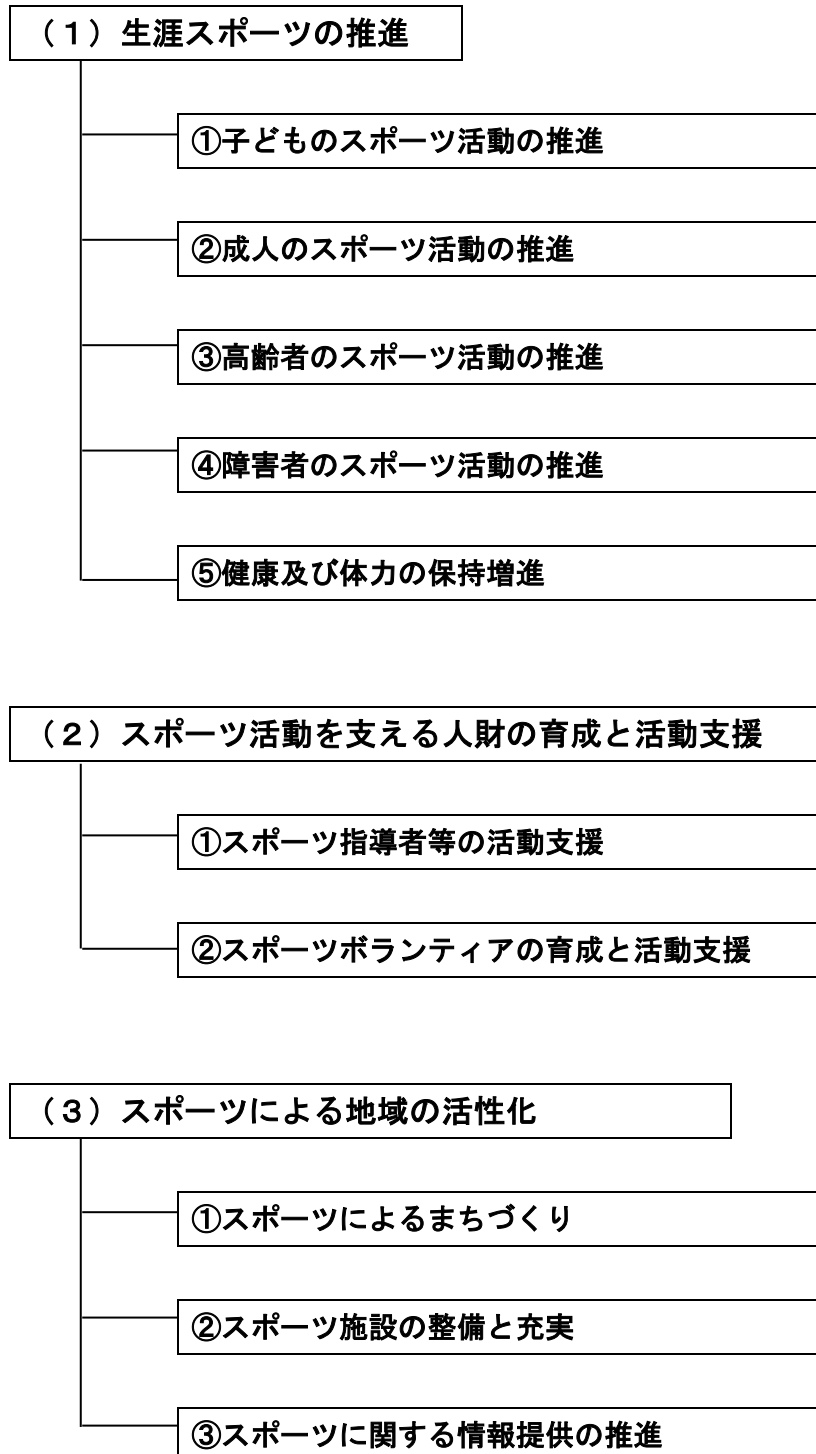 （１）生涯スポーツの推進
①子どものスポーツ活動の推進
②成人のスポーツ活動の推進
③高齢者のスポーツ活動の推進
④障害者のスポーツ活動の推進
⑤健康及び体力の保持増進
（２）スポーツ活動を支える人財の育成と活動支援
①スポーツ指導者等の活動支援
②スポーツボランティアの育成と活動支援
（３）スポーツによる地域の活性化
①スポーツによるまちづくり
②スポーツ施設の整備と充実
③スポーツに関する情報提供の推進